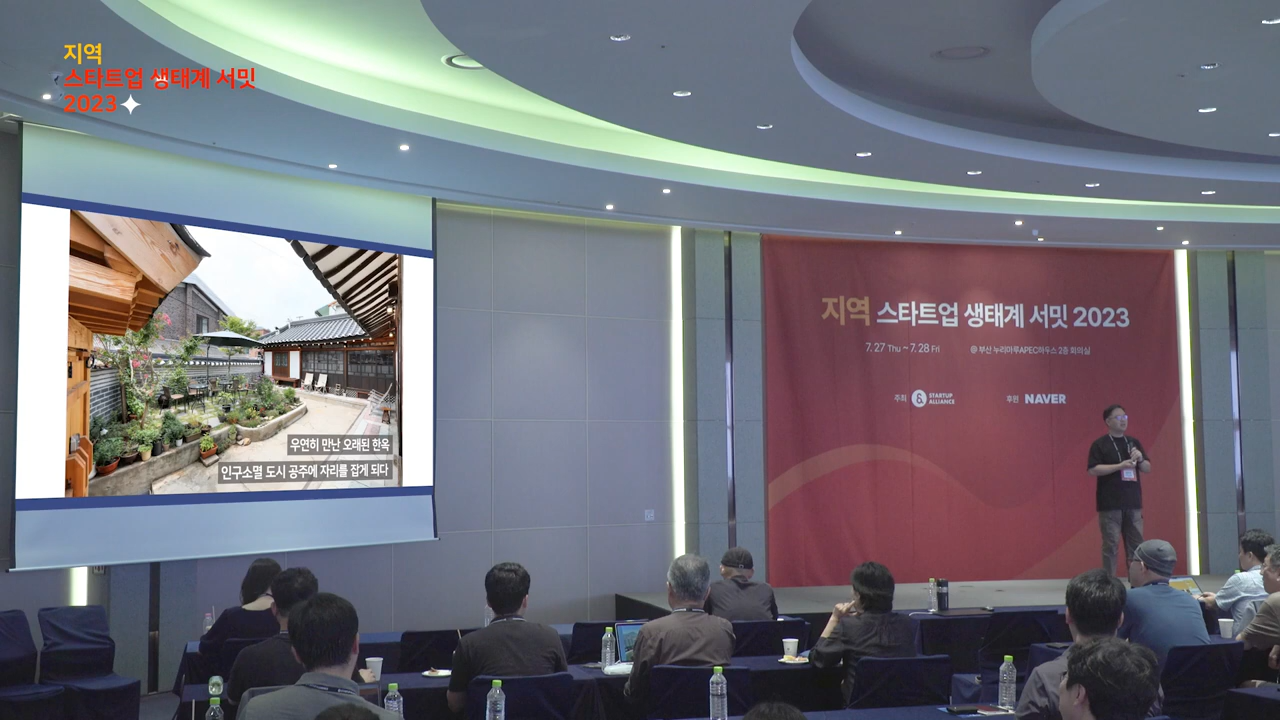 지역
스타트업 생태계 서밋
2023
우연히 만난 오래된 한옥
인구소멸 도시 공주에 자리를 잡게 되다
지역 스타트업 생태계 서밋 2023
7.27 Thu ~ 7.28 Fri @ 부산 누리마루APEC하우스 2층 회의실
주최 STARTUP ALLIANCE 후원 NAVER